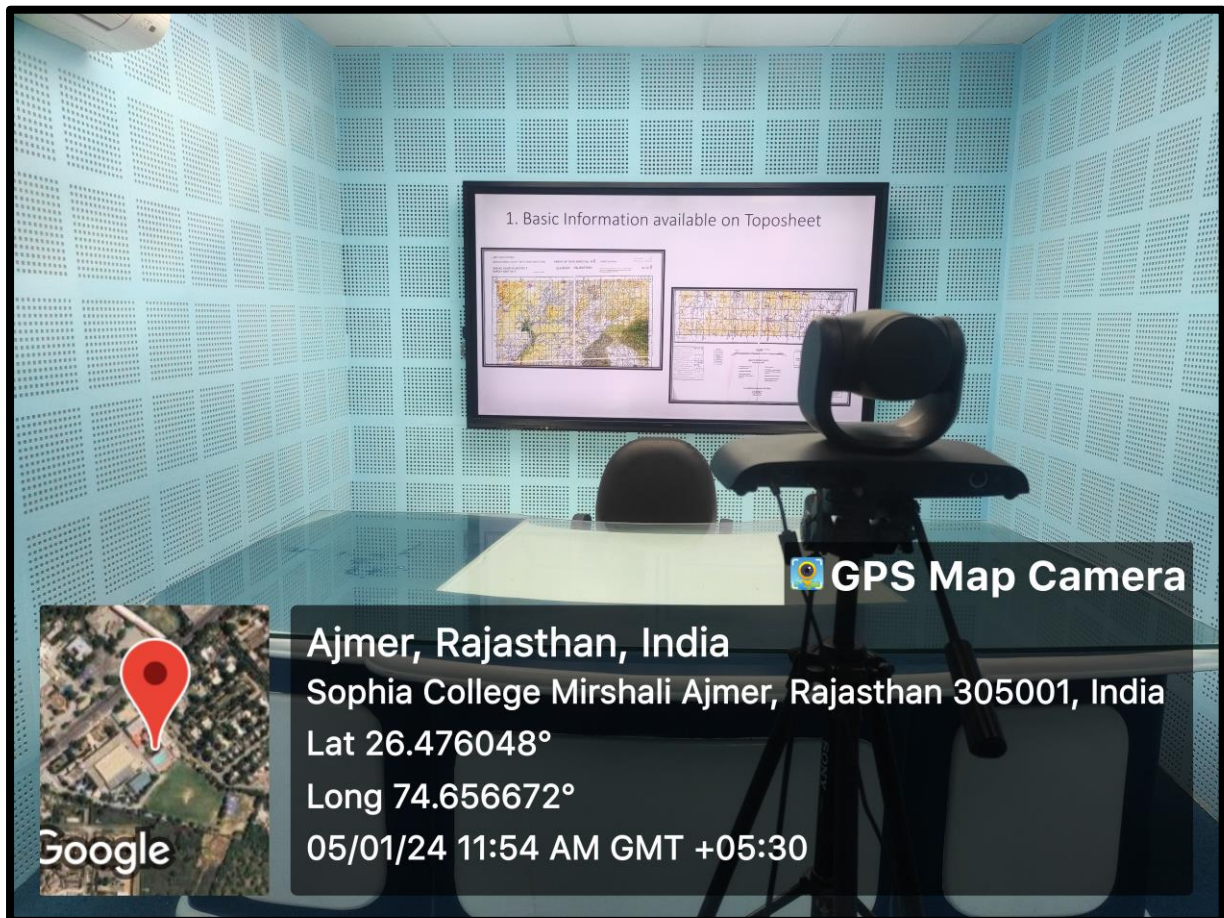 1. Basic Information available on Toposheet
SONY
GPS Map Camera
Ajmer, Rajasthan, India
Sophia College Mirshali Ajmer, Rajasthan 305001, India
Lat 26.476048°
Long 74.656672°
05/01/24 11:54 AM GMT +05:30
Google